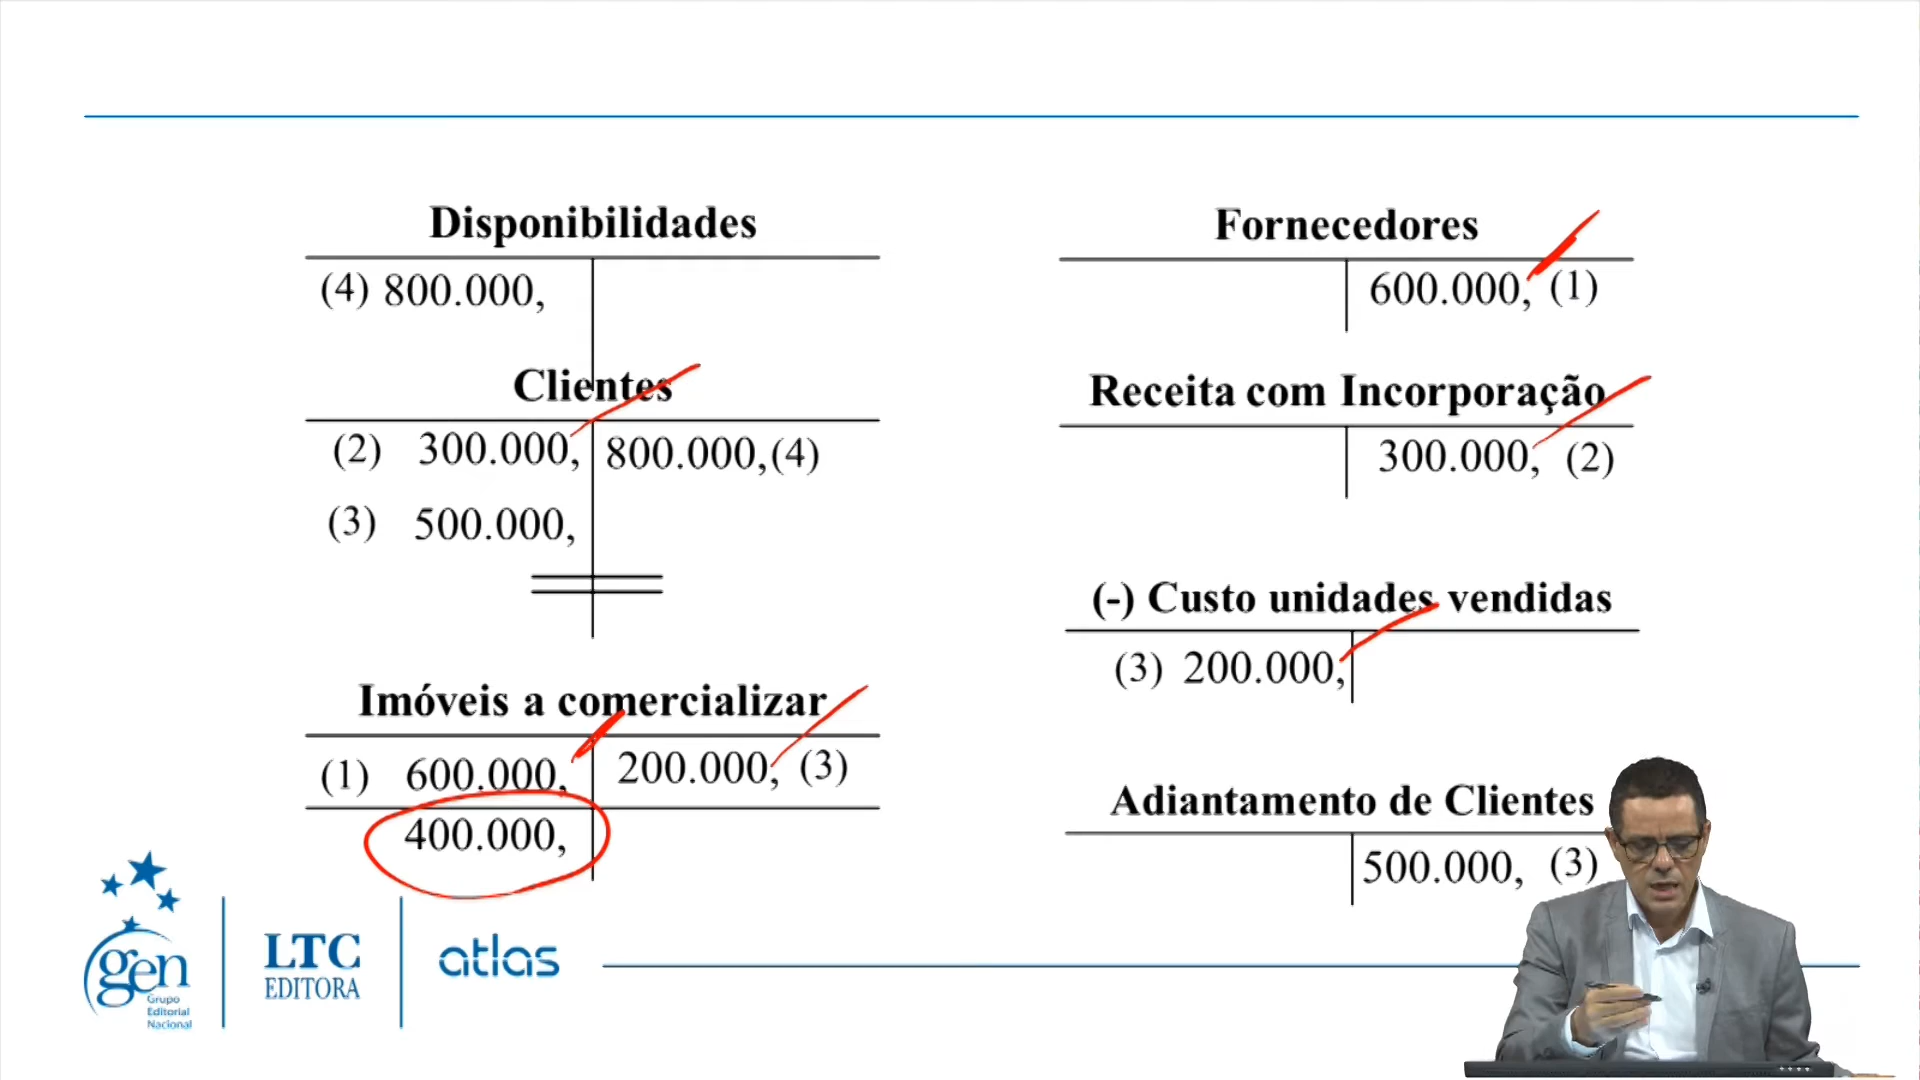 Disponibilidades
(4) 800.000,
Clientes
(2) 300.000, 800.000,(4)
(3) 500.000,
Imóveis a comercializar
(1) 600.000, 200.000, (3)
400.000,
Fornecedores
600.000, (1)
Receita com Incorporação
300.000, (2)
(-) Custo unidades vendidas
(3) 200.000,
Adiantamento de Clientes
500.000, (3)
gen
Grupo
Editorial
Nacional
LTC
EDITORA
atlas